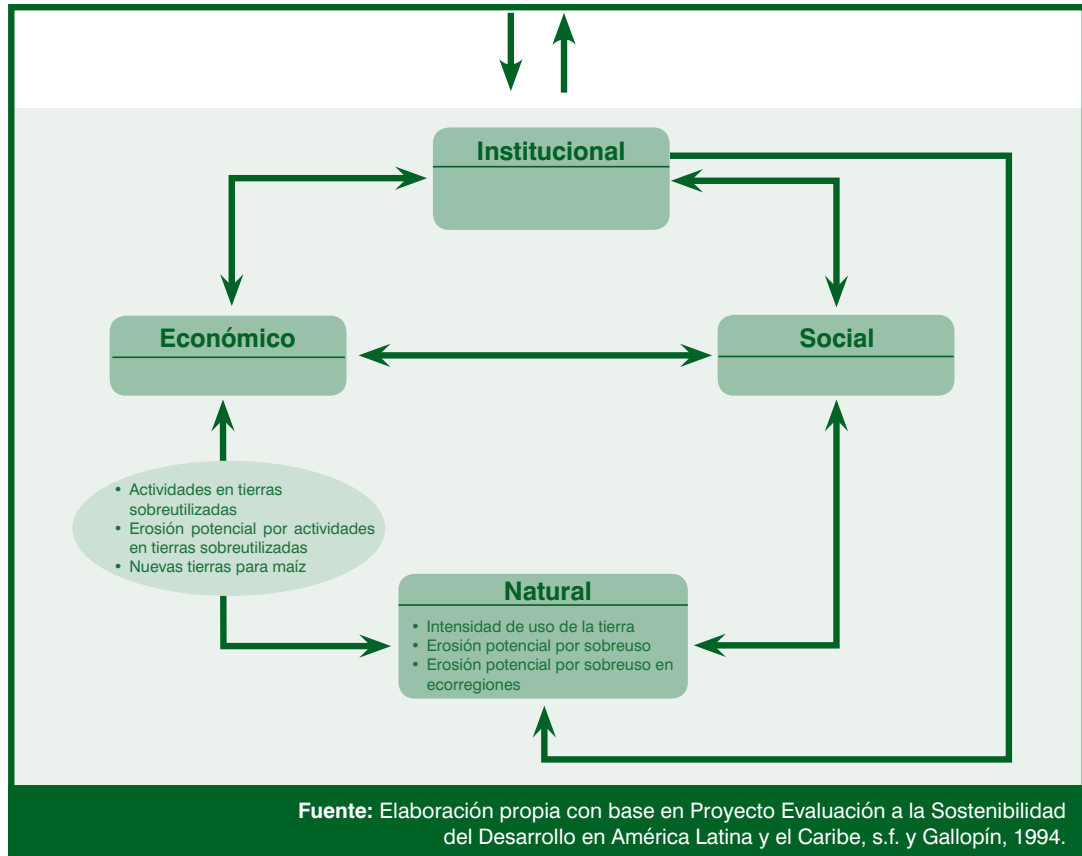 Institucional
Económico
Social
• Actividades en tierras
sobreutilizadas
• Erosión potencial por actividades
en tierras sobreutilizadas
• Nuevas tierras para maíz
Natural
• Intensidad de uso de la tierra
• Erosión potencial por sobreuso
• Erosión potencial por sobreuso en
ecorregiones
Fuente: Elaboración propia con base en Proyecto Evaluación a la Sostenibilidad
del Desarrollo en América Latina y el Caribe, s.f. y Gallopín, 1994.